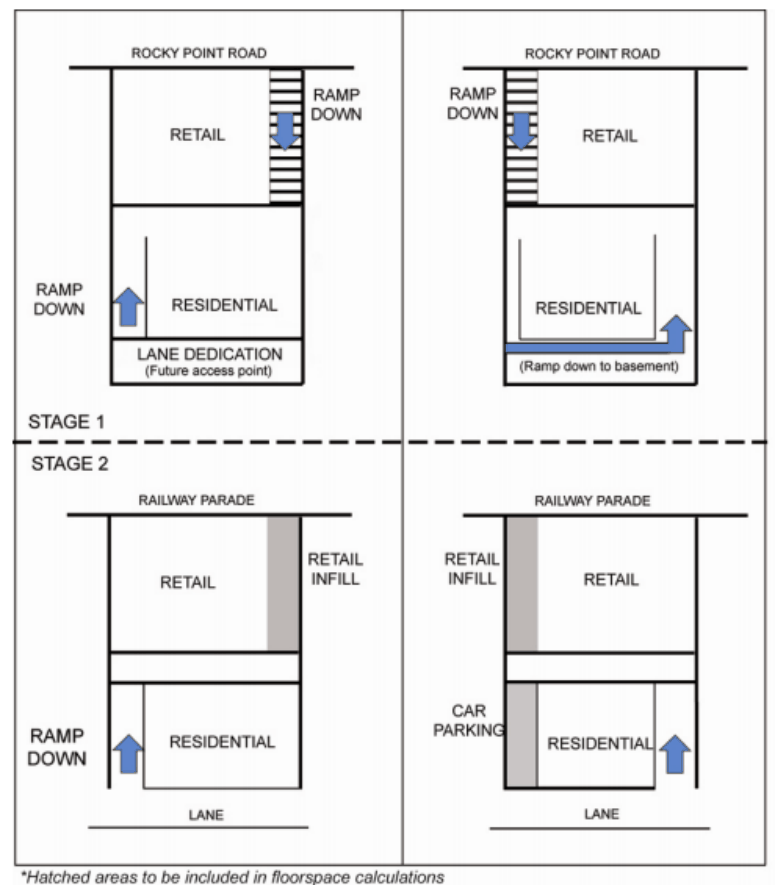 ROCKY POINT ROAD
RAMP
DOWN
RETAIL
RAMP
DOWN
RESIDENTIAL
LANE DEDICATION
(Future access point)
STAGE 1
ROCKY POINT ROAD
RAMP
DOWN
RETAIL
RESIDENTIAL
(Ramp down to basement)
STAGE 2
RAILWAY PARADE
RETAIL
RETAIL
INFILL
RAMP
DOWN
RESIDENTIAL
LANE
RAILWAY PARADE
RETAIL
INFILL
RETAIL
CAR
PARKING
RESIDENTIAL
LANE
*Hatched areas to be included in floorspace calculations